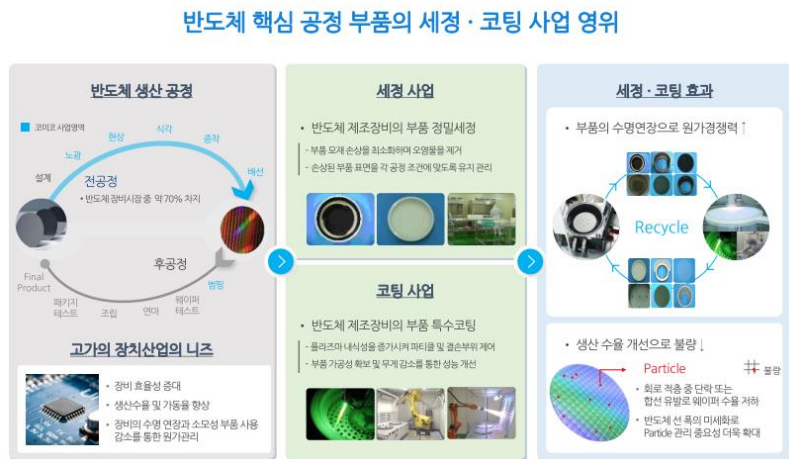 반도체 핵심 공정 부품의 세정 · 코팅 사업 영위
반도체 생산 공정
코미코 사업영역
설계
노광
현상
식각
증착
배선
전공정
• 반도체 장비시장 중 약 70% 차지
후공정
범핑
웨이퍼
테스트
연마
조립
패키지
테스트
Final
Product
고가의 장치산업의 니즈
• 장비 효율성 증대
• 생산수율 및 가동률 향상
• 장비의 수명 연장과 소모성 부품 사용
감소를 통한 원가관리
세정 사업
• 반도체 제조장비의 부품 정밀세정
- 부품 모재 손상을 최소화하며 오염물을 제거
- 손상된 부품 표면을 각 공정 조건에 맞도록 유지 관리
코팅 사업
• 반도체 제조장비의 부품 특수코팅
- 플라즈마 내식성을 증가시켜 파티클 및 결손부위 제어
- 부품 가공성 확보 및 무게 감소를 통한 성능 개선
세정 · 코팅 효과
• 부품의 수명연장으로 원가경쟁력 ↑
Recycle
• 생산 수율 개선으로 불량 ↓
Particle
불량
• 회로 적층 중 단락 또는
합선 유발로 웨이퍼 수율 저하
• 반도체 선 폭의 미세화로
Particle 관리 중요성 더욱 확대